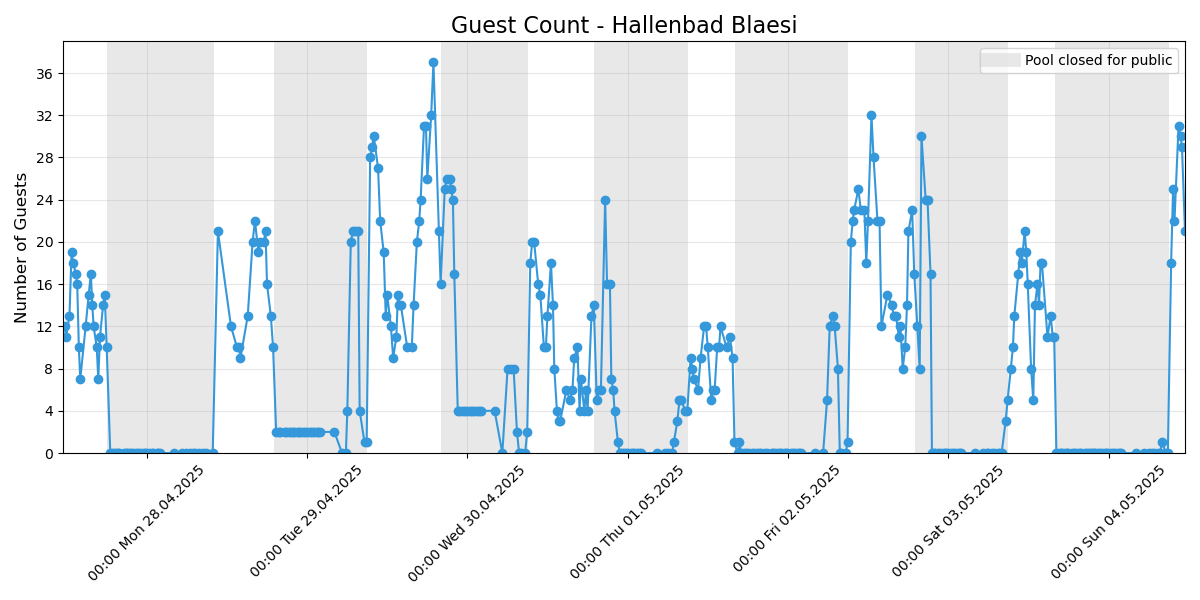 Guest Count - Hallenbad Blaesi
Pool closed for public
Number of Guests
36
32
28
24
20
16
12
8
4
0
00:00 Mon 28.04.2025
00:00 Tue 29.04.2025
00:00 Wed 30.04.2025
00:00 Thu 01.05.2025
00:00 Fri 02.05.2025
00:00 Sat 03.05.2025
00:00 Sun 04.05.2025